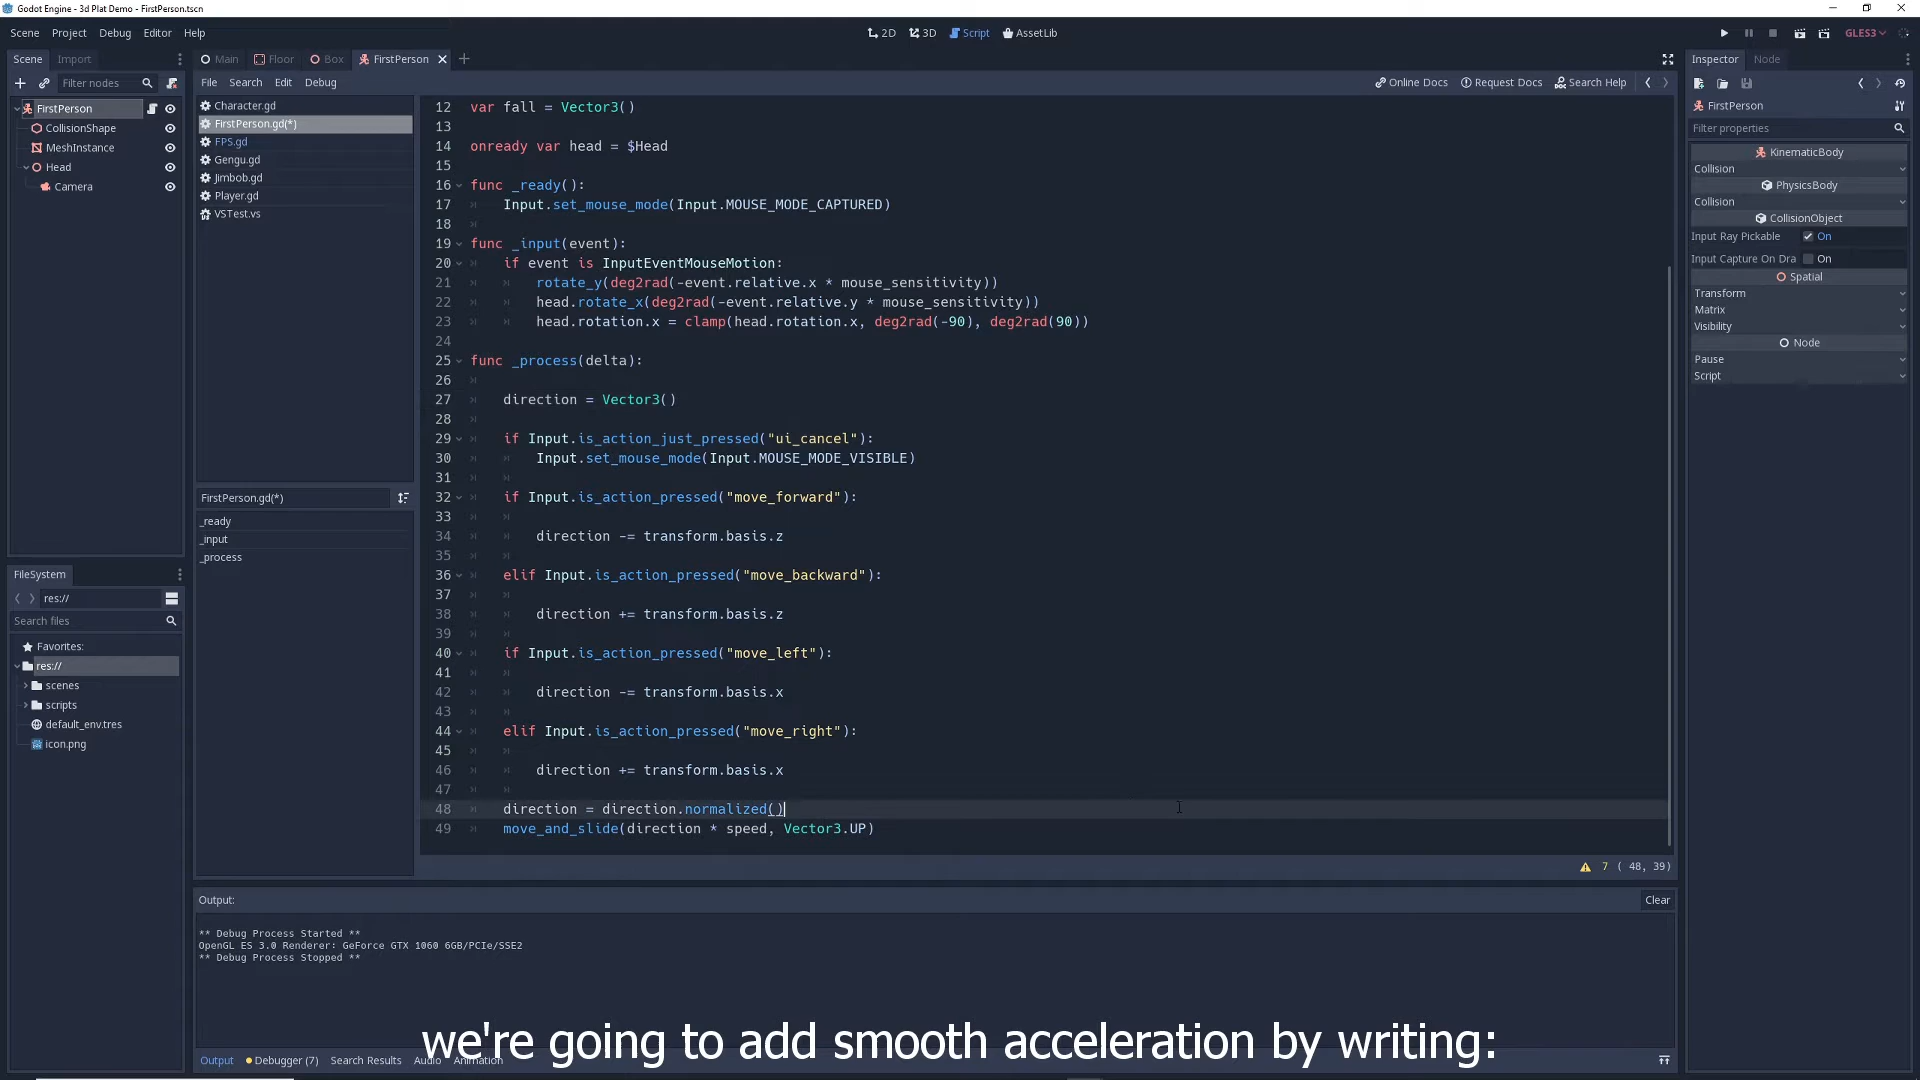 Godot Engine - 3d Plat Demo - FirstPerson.tscn
Scene Project Debug Editor Help
2D 3D Script AssetLib
GLES3
Scene Import
Filter nodes
FirstPerson
CollisionShape
MeshInstance
Head
Camera
FileSystem
res://
Search files
Favorites:
res://
scenes
scripts
default_env.tres
icon.png
Main Floor Box FirstPerson
File Search Edit Debug
Online Docs Request Docs Search Help
Character.gd
FirstPerson.gd(*)
FPS.gd
Gengu.gd
Jimbob.gd
Player.gd
VSTest.vs
FirstPerson.gd(*)
_ready
_input
_process
12 var fall = Vector3()
13
14 onready var head = $Head
15
16 func _ready():
17 Input.set_mouse_mode(Input.MOUSE_MODE_CAPTURED)
18
19 func _input(event):
20 if event is InputEventMouseMotion:
21 rotate_y(deg2rad(-event.relative.x * mouse_sensitivity))
22 head.rotate_x(deg2rad(-event.relative.y * mouse_sensitivity))
23 head.rotation.x = clamp(head.rotation.x, deg2rad(-90), deg2rad(90))
24
25 func _process(delta):
26
27 direction = Vector3()
28
29 if Input.is_action_just_pressed("ui_cancel"):
30 Input.set_mouse_mode(Input.MOUSE_MODE_VISIBLE)
31
32 if Input.is_action_pressed("move_forward"):
33
34 direction -= transform.basis.z
35
36 elif Input.is_action_pressed("move_backward"):
37
38 direction += transform.basis.z
39
40 if Input.is_action_pressed("move_left"):
41
42 direction -= transform.basis.x
43
44 elif Input.is_action_pressed("move_right"):
45
46 direction += transform.basis.x
47
48 direction = direction.normalized()
49 move_and_slide(direction * speed, Vector3.UP)
7 ( 48, 39)
Output:
Clear
** Debug Process Started **
OpenGL ES 3.0 Renderer: GeForce GTX 1060 6GB/PCIe/SSE2
** Debug Process Stopped **
Output Debugger (7) Search Results Audio Animation
we're going to add smooth acceleration by writing:
Inspector Node
FirstPerson
Filter properties
KinematicBody
Collision
PhysicsBody
Collision
CollisionObject
Input Ray Pickable On
Input Capture On Dra On
Spatial
Transform
Matrix
Visibility
Node
Pause
Script